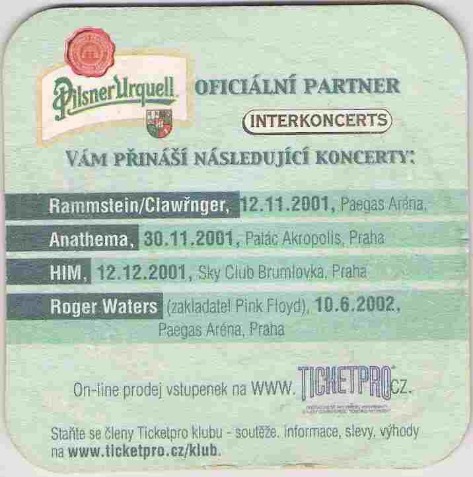 Pilsner Urquell
OFICIÁLNÍ PARTNER
INTERKONCERTS
VÁM PŘINÁŠÍ NÁSLEDUJÍCÍ KONCERTY:
Rammstein/Clawřnger, 12.11.2001, Paegas Aréna,
Anathema, 30.11.2001, Palác Akropolis, Praha
HIM, 12.12.2001, Sky Club Brumlovka, Praha
Roger Waters (zakladatel Pink Floyd), 10.6.2002,
Paegas Aréna, Praha
On-line prodej vstupenek na WWW. TICKETPRO CZ.
Staňte se členy Ticketpro klubu - soutěže, informace, slevy, výhody
na www.ticketpro.cz/klub.